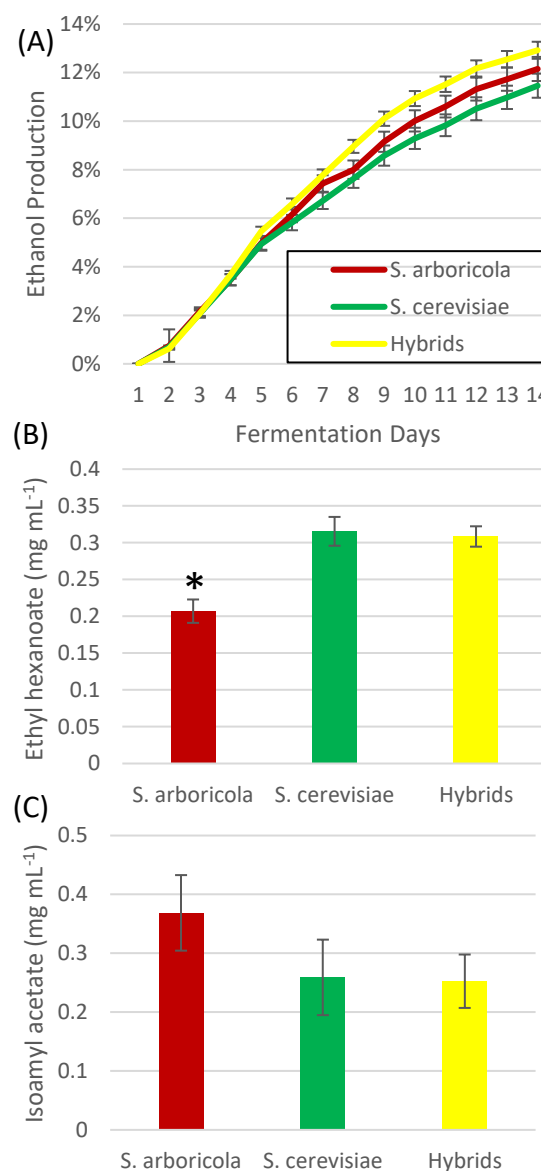 (A)
Ethanol Production
14%
12%
10%
8%
6%
4%
2%
0%
S. arboricola
S. cerevisiae
Hybrids
1 2 3 4 5 6 7 8 9 10 11 12 13 14
Fermentation Days
(B)
Ethyl hexanoate (mg mL⁻¹)
0.4
0.35
0.3
0.25
0.2
0.15
0.1
0.05
0
*
S. arboricola S. cerevisiae Hybrids
(C)
Isoamyl acetate (mg mL⁻¹)
0.5
0.4
0.3
0.2
0.1
0
S. arboricola S. cerevisiae Hybrids